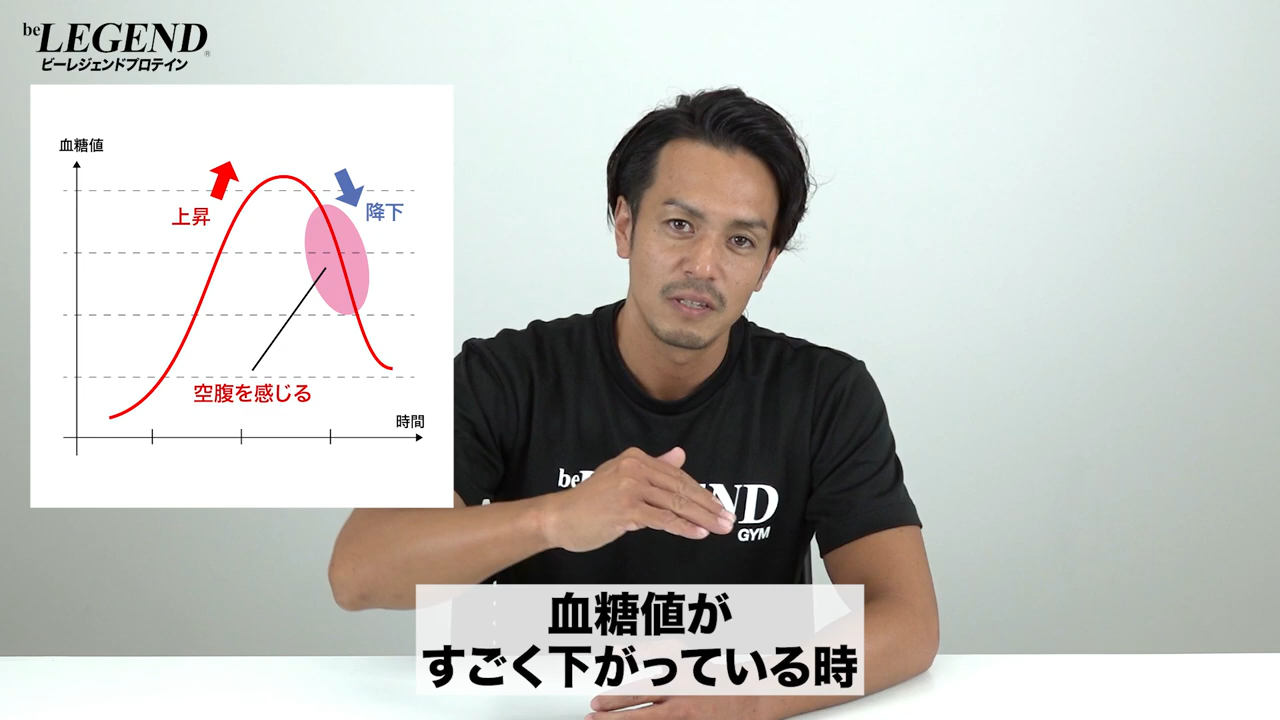 beLEGEND®
ビーレジェンドプロテイン
血糖値
上昇
降下
空腹を感じる
時間
be
ND
GYM
血糖値が
すごく下がっている時